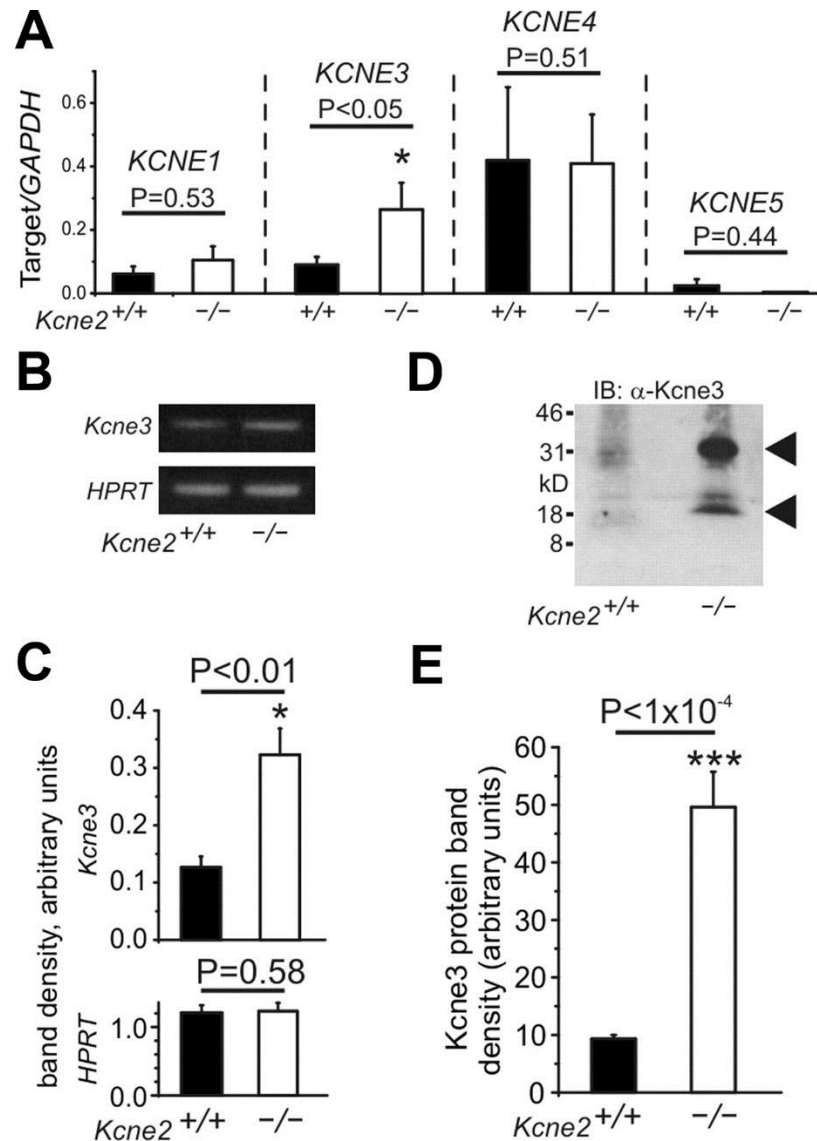 A
Target/GAPDH
0.6
0.4
0.2
0.0
KCNE1
P=0.53
KCNE3
P<0.05
*
KCNE4
P=0.51
KCNE5
P=0.44
Kcne2 +/+ −/− +/+ −/− +/+ −/− +/+ −/−
B
Kcne3
HPRT
Kcne2 +/+ −/−
D
IB: α-Kcne3
46
31
kD
18
8
Kcne2 +/+ −/−
C
P<0.01
*
band density, arbitrary units
Kcne3
0.4
0.3
0.2
0.1
0.0
P=0.58
HPRT
1.0
0.0
Kcne2 +/+ −/−
E
P<1x10⁻⁴
***
Kcne3 protein band
density (arbitrary units)
60
50
40
30
20
10
0
Kcne2 +/+ −/−